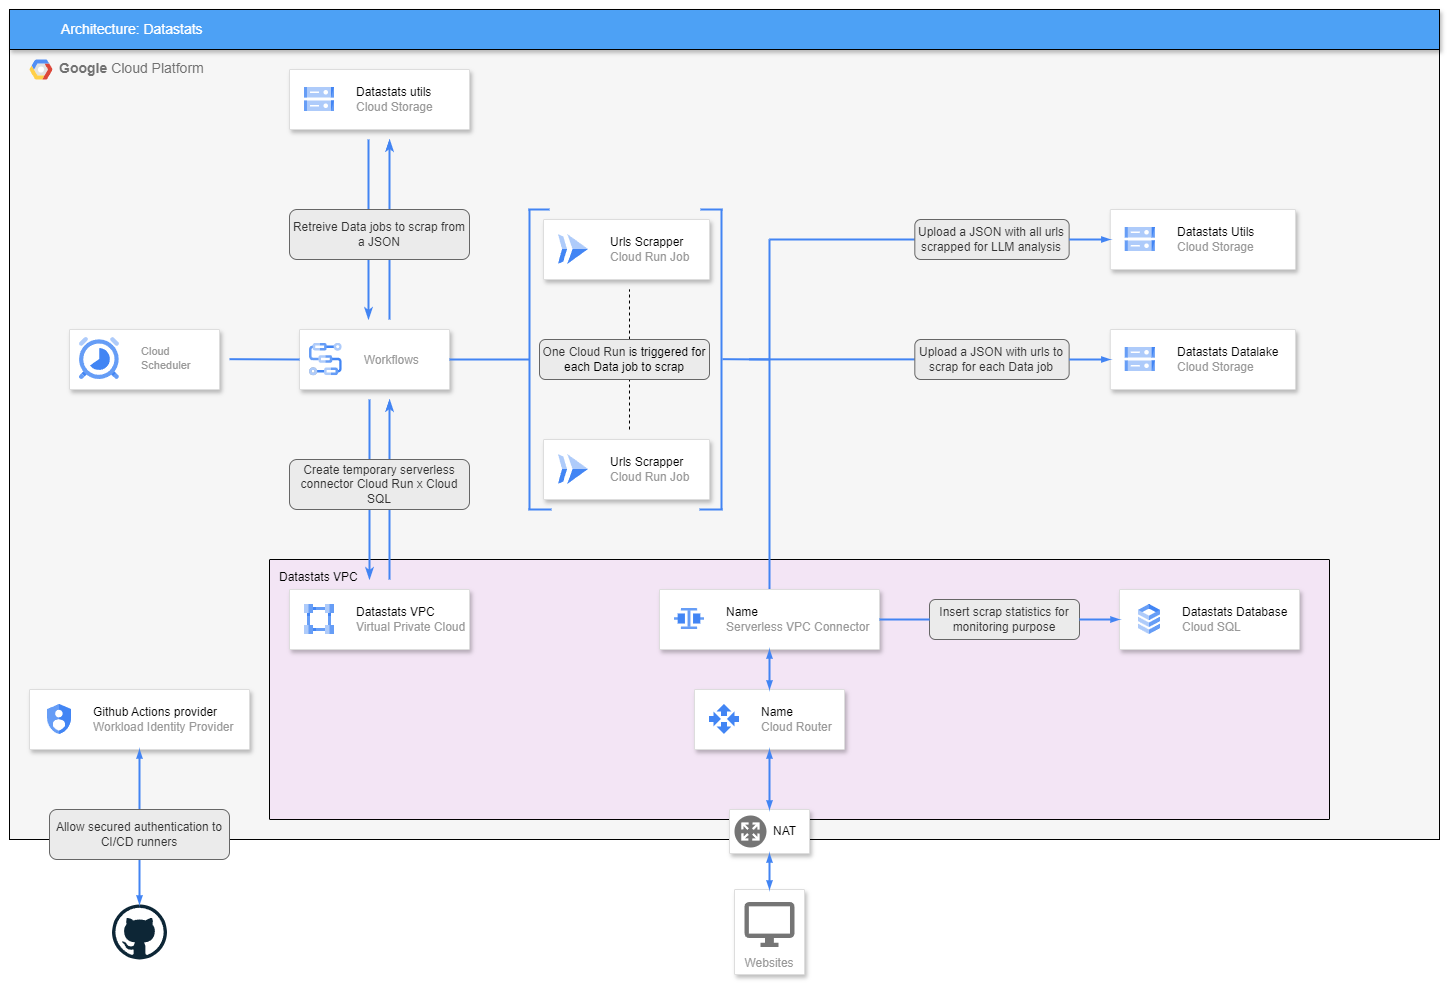 Architecture: Datastats
Google Cloud Platform
Datastats utils
Cloud Storage
Retreive Data jobs to scrap from
a JSON
Urls Scrapper
Cloud Run Job
Upload a JSON with all urls
scrapped for LLM analysis
Datastats Utils
Cloud Storage
Cloud
Scheduler
Workflows
One Cloud Run is triggered for
each Data job to scrap
Upload a JSON with urls to
scrap for each Data job
Datastats Datalake
Cloud Storage
Urls Scrapper
Cloud Run Job
Create temporary serverless
connector Cloud Run x Cloud
SQL
Datastats VPC
Datastats VPC
Virtual Private Cloud
Name
Serverless VPC Connector
Insert scrap statistics for
monitoring purpose
Datastats Database
Cloud SQL
Github Actions provider
Workload Identity Provider
Name
Cloud Router
Allow secured authentication to
CI/CD runners
NAT
Websites